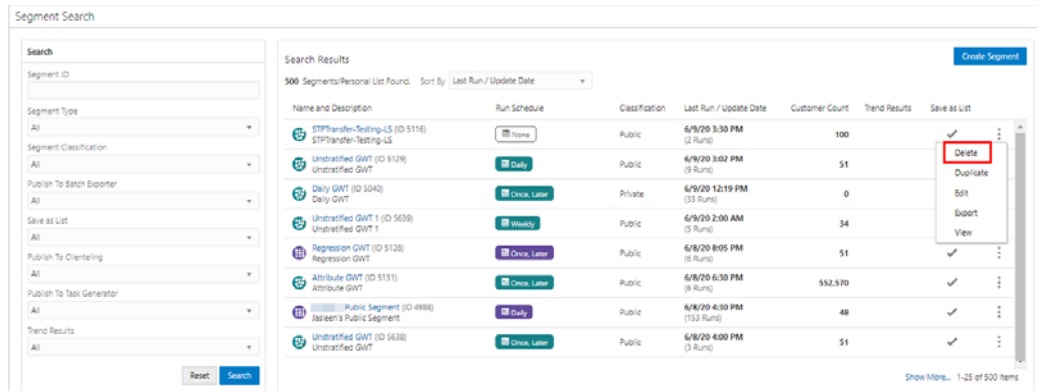 Segment Search
Search
Segment ID
Segment Type
All
Segment Classification
All
Publish To Batch Exporter
All
Save as List
All
Publish To Clienteling
All
Publish To Task Generator
All
Trend Results
All
Reset Search
Search Results
Create Segment
500 Segments/Personal List Found. Sort By Last Run / Update Date
Name and Description Run Schedule Classification Last Run / Update Date Customer Count Trend Results Save as List
STPTransfer-Testing-LS (ID 5116) None Public 6/9/20 3:30 PM 100
STPTransfer-Testing-LS (2 Runs)
Unstratified GWT (ID 5129) Daily Public 6/9/20 3:02 PM 51
Unstratified GWT (9 Runs)
Daily GWT (ID 5040) Once, Later Private 6/9/20 12:19 PM 0
Daily GWT (33 Runs)
Unstratified GWT 1 (ID 5639) Weekly Public 6/9/20 2:00 AM 34
Unstratified GWT 1 (5 Runs)
Regression GWT (ID 5128) Once, Later Public 6/8/20 8:05 PM 51
Regression GWT (6 Runs)
Attribute GWT (ID 5131) Once, Later Public 6/8/20 6:30 PM 552,570
Attribute GWT (6 Runs)
Public Segment (ID 4988) Daily Public 6/8/20 4:30 PM 48
Jasleen's Public Segment (153 Runs)
Unstratified GWT (ID 5638) Once, Later Public 6/8/20 4:00 PM 51
Unstratified GWT (3 Runs)
Delete
Duplicate
Edit
Export
View
Show More... 1-25 of 500 items